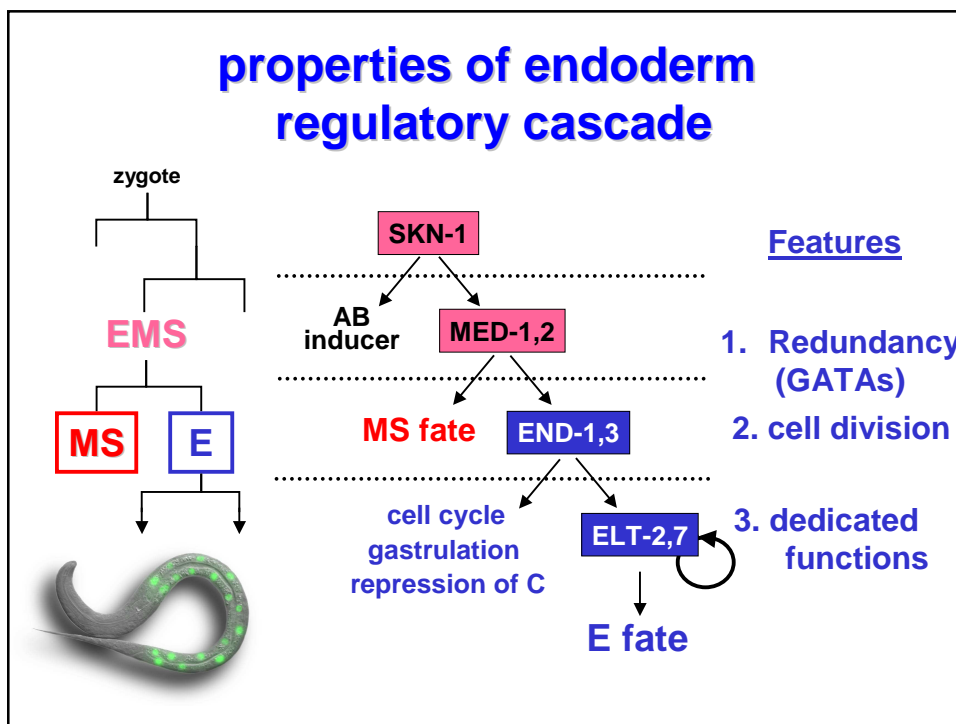 properties of endoderm
regulatory cascade
zygote
EMS
MS
E
SKN-1
AB
inducer
MED-1,2
MS fate
END-1,3
cell cycle
gastrulation
repression of C
ELT-2,7
E fate
Features
1. Redundancy
(GATAs)
2. cell division
3. dedicated
functions